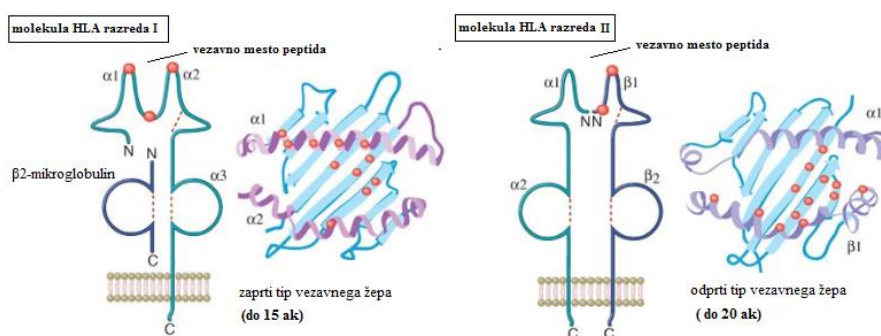 molekula HLA razreda I
vezavno mesto peptida
α1
α2
N
N
β2-mikroglobulin
α3
C
C
α1
α2
zaprti tip vezavnega žepa
(do 15 ak)
molekula HLA razreda II
vezavno mesto peptida
α1
β1
NN
α2
β2
C
C
α1
β1
odprti tip vezavnega žepa
( do 20 ak)